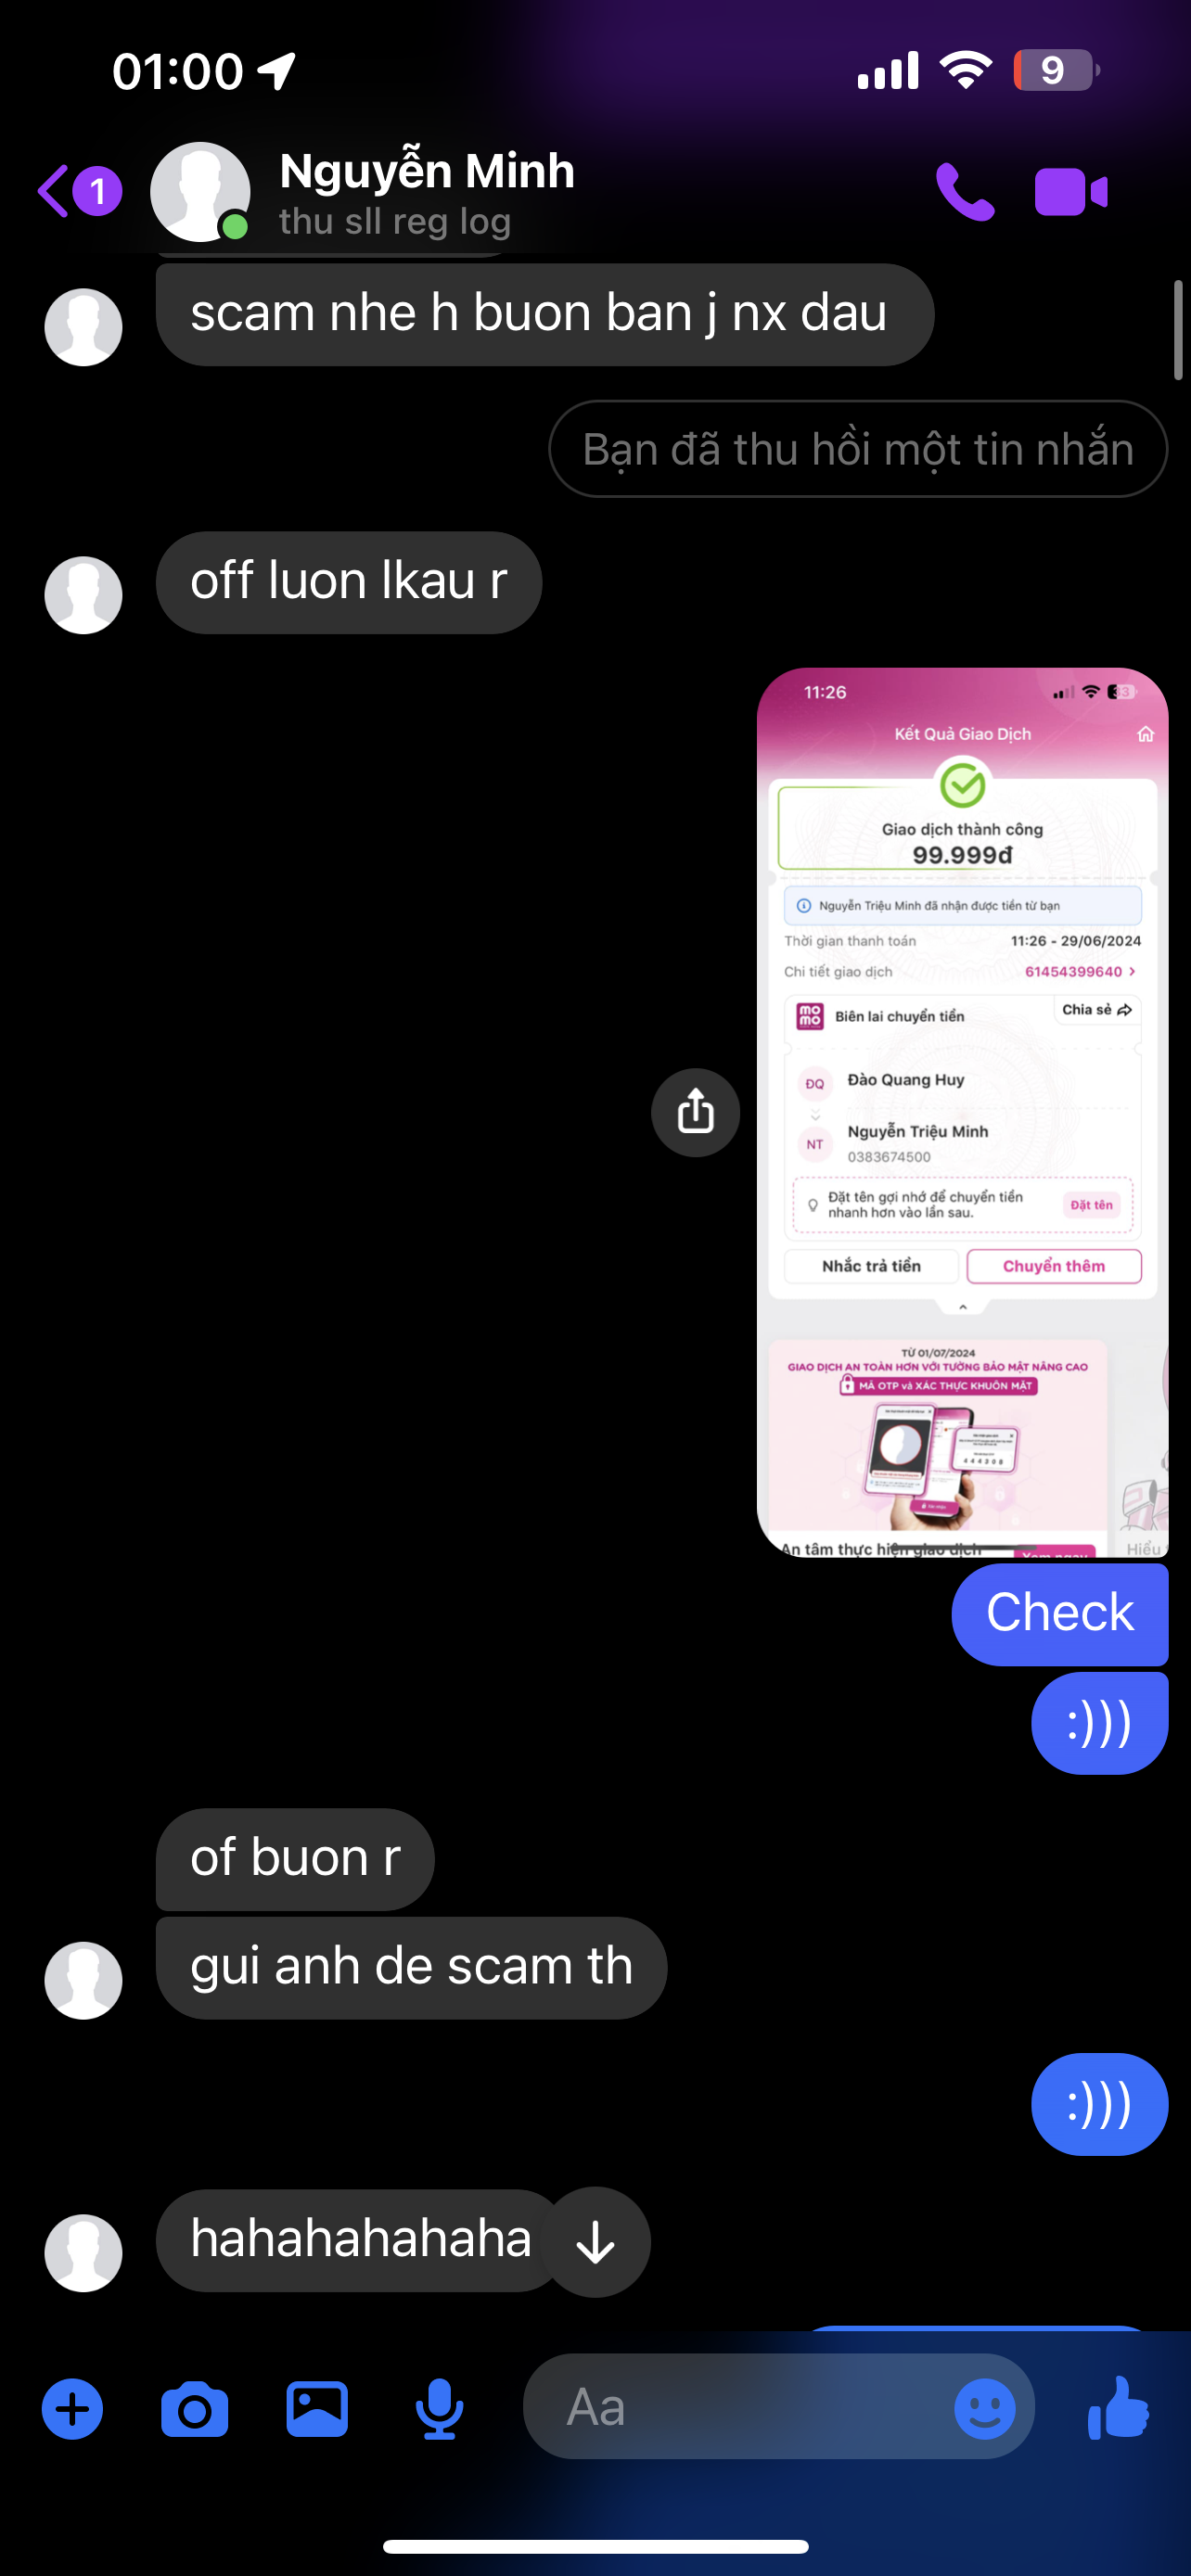 01:00
9
1
Nguyễn Minh
thu sll reg log
scam nhe h buon ban j nx dau
Bạn đã thu hồi một tin nhắn
off luon lkau r
11:26
33
Kết Quả Giao Dịch
Giao dịch thành công
99.999đ
Nguyễn Triệu Minh đã nhận được tiền từ bạn
Thời gian thanh toán 11:26 - 29/06/2024
Chi tiết giao dịch 61454399640 >
mo mo Biên lai chuyển tiền Chia sẻ
ĐQ Đào Quang Huy
NT Nguyễn Triệu Minh
0383674500
Đặt tên gợi nhớ để chuyển tiền
nhanh hơn vào lần sau.
Đặt tên
Nhắc trả tiền Chuyển thêm
TỪ 01/07/2024
GIAO DỊCH AN TOÀN HƠN VỚI TƯỜNG BẢO MẬT NÂNG CAO
MÃ OTP và XÁC THỰC KHUÔN MẶT
444306
An tâm thực hiện giao dịch Xem ngay Hiểu
Check
:)))
of buon r
gui anh de scam th
:)))
hahahahahaha
Aa